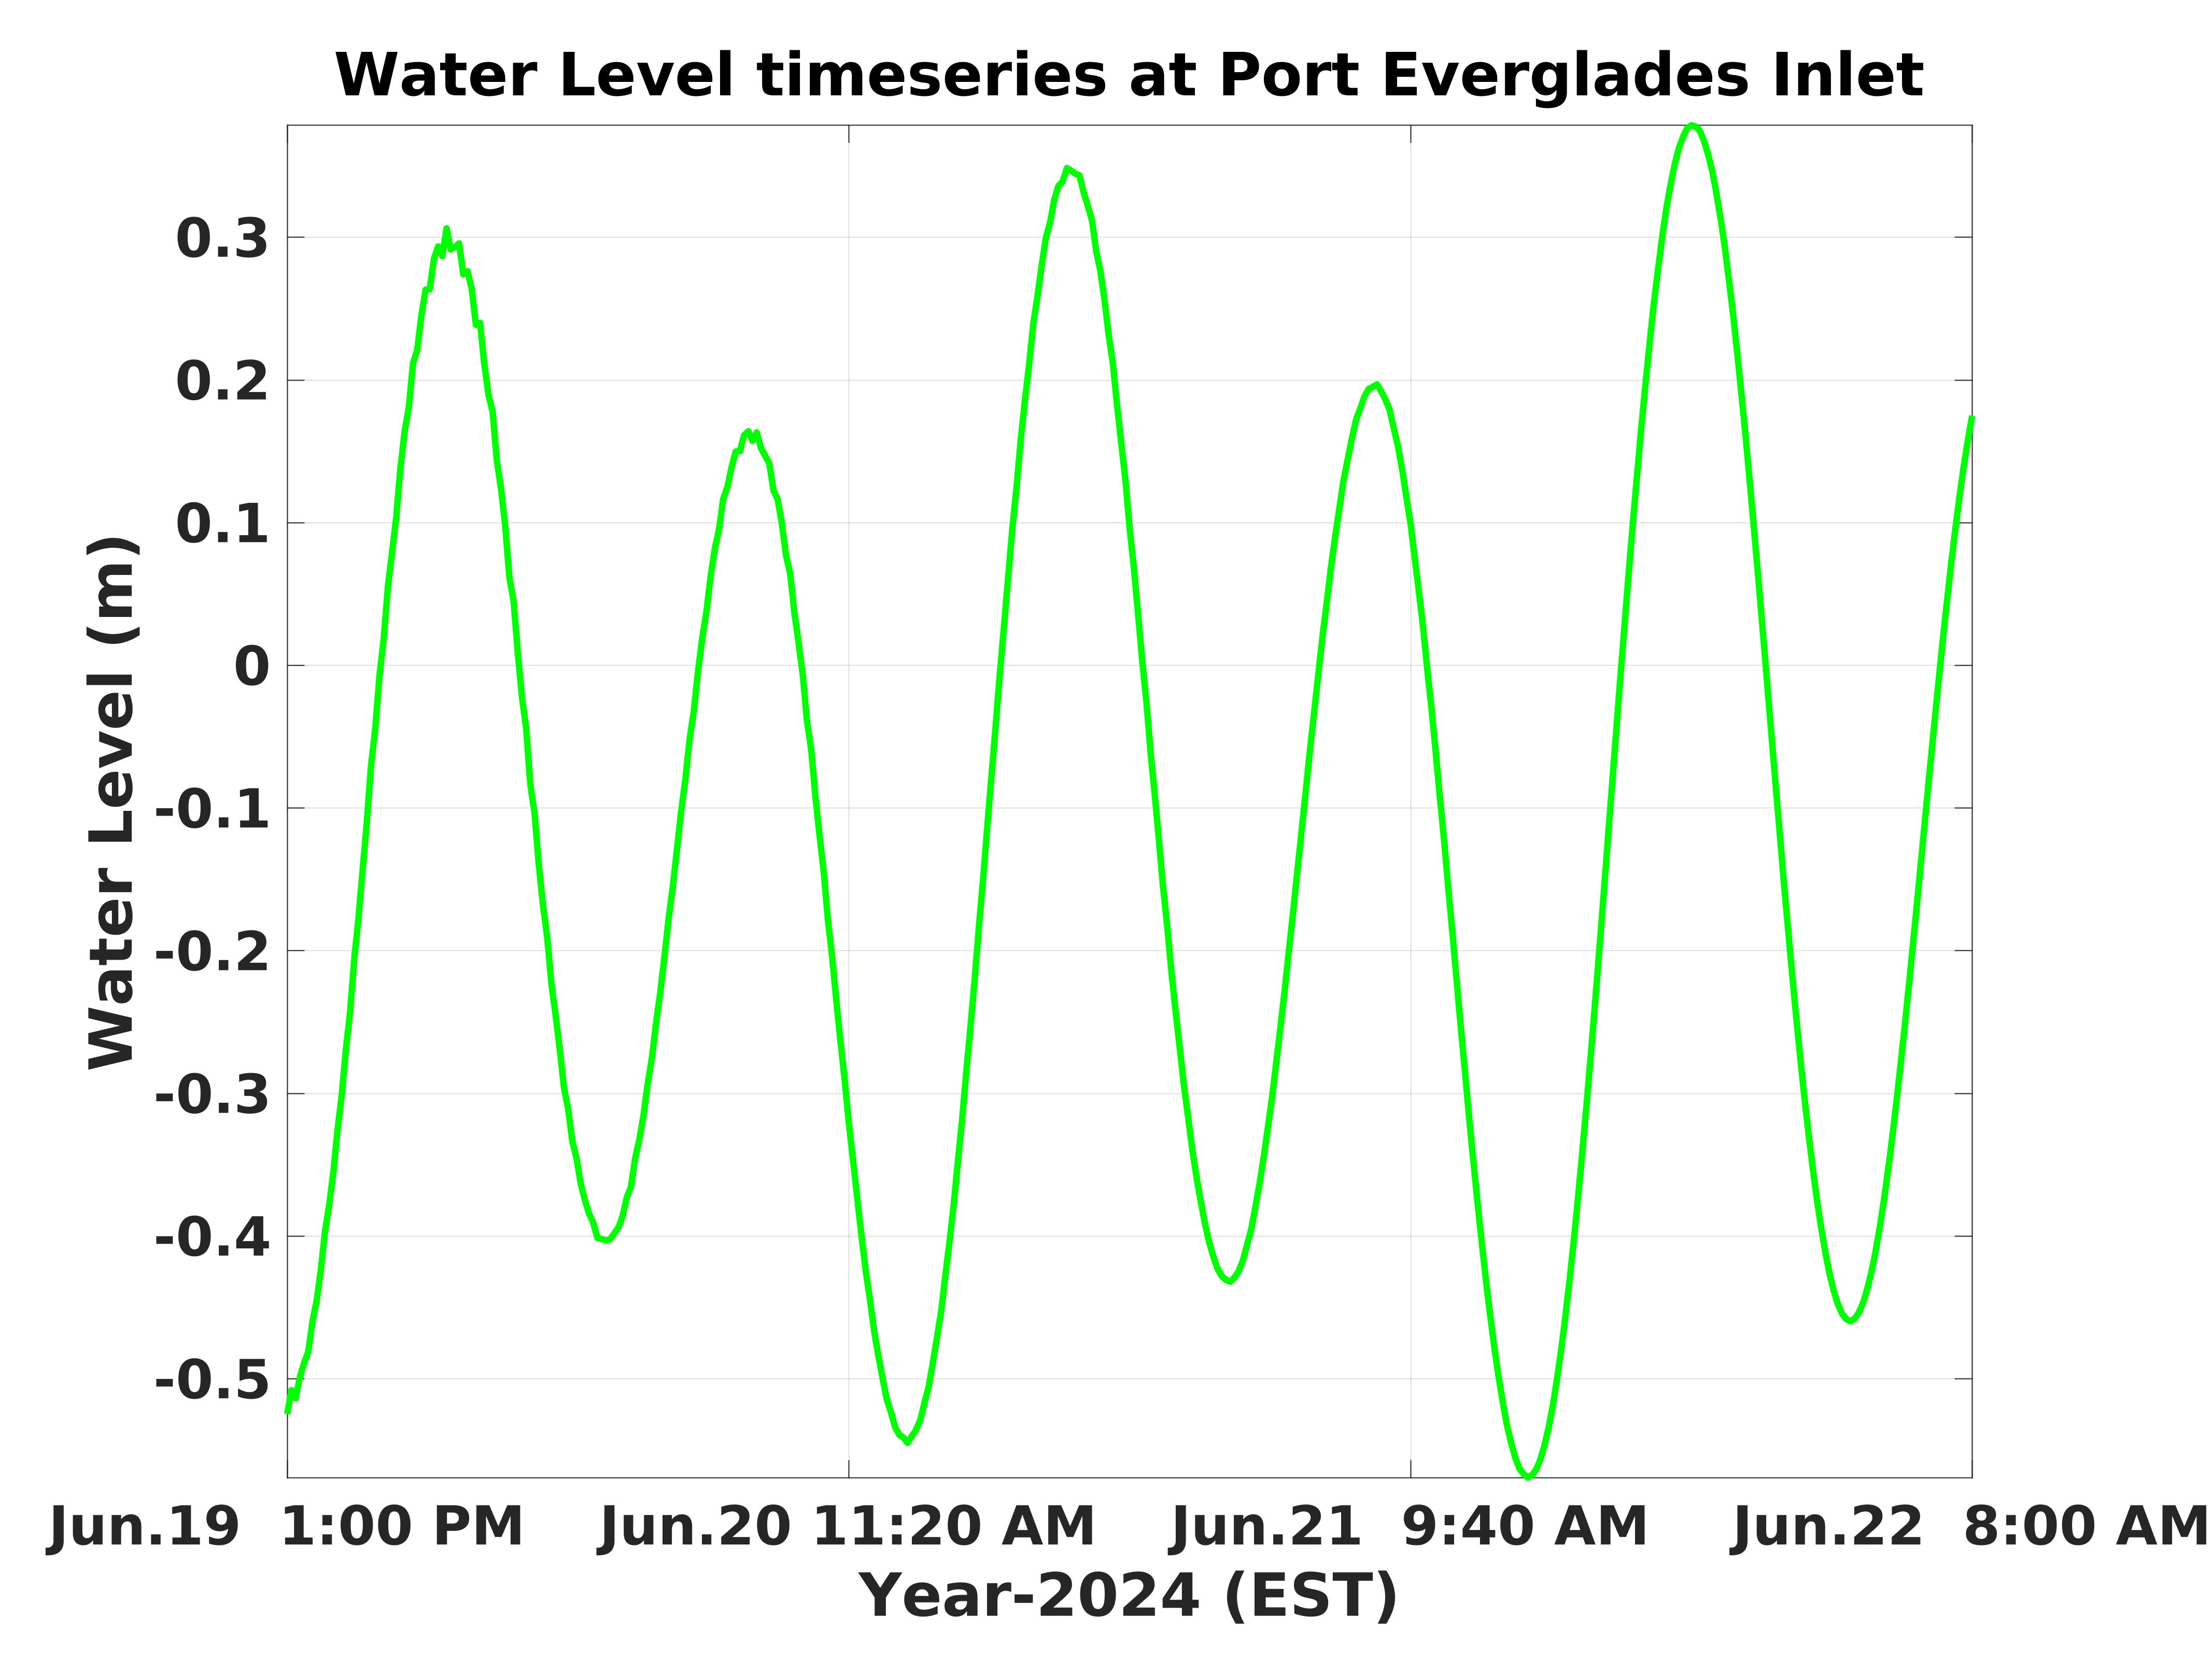 Water Level timeseries at Port Everglades Inlet
0.3
0.2
0.1
0
-0.1
-0.2
-0.3
-0.4
-0.5
Water Level (m)
Jun.19 1:00 PM
Jun.20 11:20 AM
Jun.21 9:40 AM
Jun.22 8:00 AM
Year-2024 (EST)